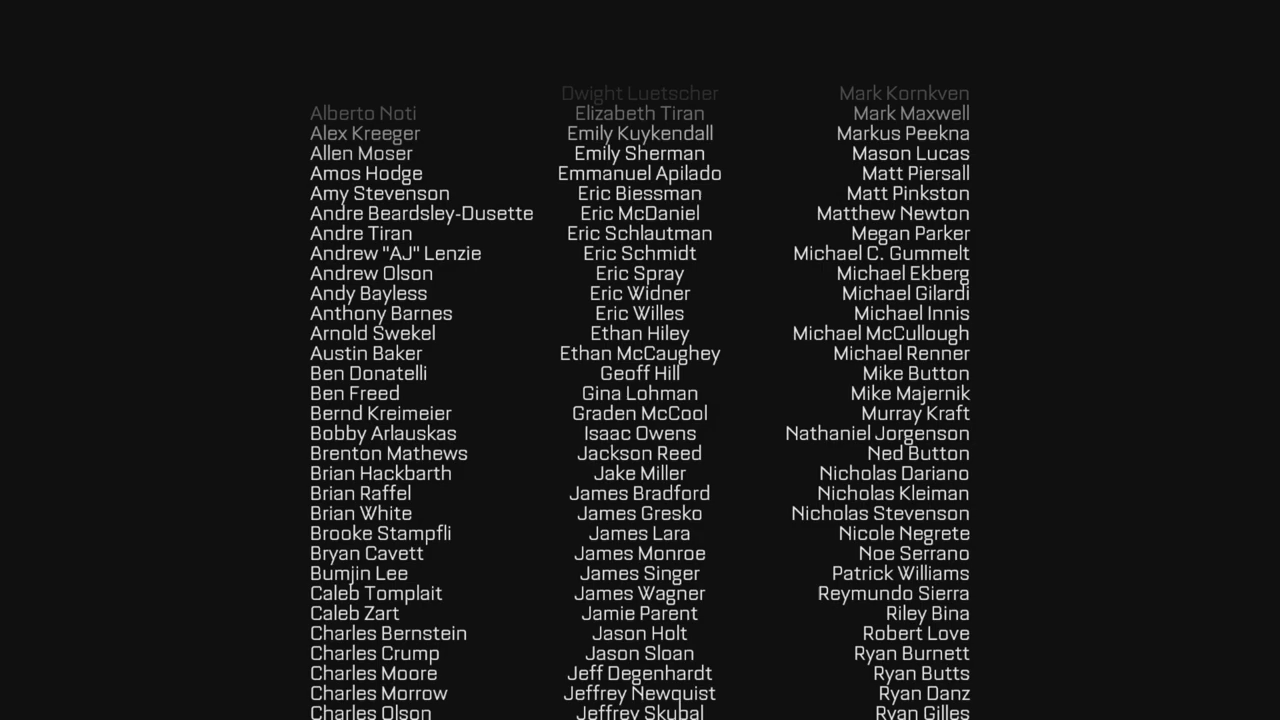 Alberto Noti
Alex Kreeger
Allen Moser
Amos Hodge
Amy Stevenson
Andre Beardsley-Dusette
Andre Tiran
Andrew "AJ" Lenzie
Andrew Olson
Andy Bayless
Anthony Barnes
Arnold Swekel
Austin Baker
Ben Donatelli
Ben Freed
Bernd Kreimeier
Bobby Arlauskas
Brenton Mathews
Brian Hackbarth
Brian Raffel
Brian White
Brooke Stampfli
Bryan Cavett
Bumjin Lee
Caleb Tomplait
Caleb Zart
Charles Bernstein
Charles Crump
Charles Moore
Charles Morrow
Charles Olson
Dwight Luetscher
Elizabeth Tiran
Emily Kuykendall
Emily Sherman
Emmanuel Apilado
Eric Biessman
Eric McDaniel
Eric Schlautman
Eric Schmidt
Eric Spray
Eric Widner
Eric Willes
Ethan Hiley
Ethan McCaughey
Geoff Hill
Gina Lohman
Graden McCool
Isaac Owens
Jackson Reed
Jake Miller
James Bradford
James Gresko
James Lara
James Monroe
James Singer
James Wagner
Jamie Parent
Jason Holt
Jason Sloan
Jeff Degenhardt
Jeffrey Newquist
Jeffrey Skubal
Mark Kornkven
Mark Maxwell
Markus Peekna
Mason Lucas
Matt Piersall
Matt Pinkston
Matthew Newton
Megan Parker
Michael C. Gummelt
Michael Ekberg
Michael Gilardi
Michael Innis
Michael McCullough
Michael Renner
Mike Button
Mike Majernik
Murray Kraft
Nathaniel Jorgenson
Ned Button
Nicholas Dariano
Nicholas Kleiman
Nicholas Stevenson
Nicole Negrete
Noe Serrano
Patrick Williams
Reymundo Sierra
Riley Bina
Robert Love
Ryan Burnett
Ryan Butts
Ryan Danz
Ryan Gilles